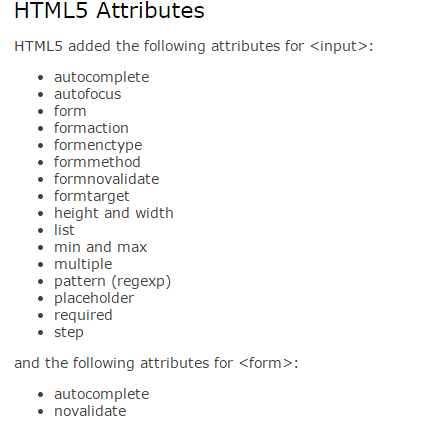 HTML5 Attributes
HTML5 added the following attributes for <input>:
autocomplete
autofocus
form
formaction
formenctype
formmethod
formnovalidate
formtarget
height and width
list
min and max
multiple
pattern (regexp)
placeholder
required
step
and the following attributes for <form>:
autocomplete
novalidate